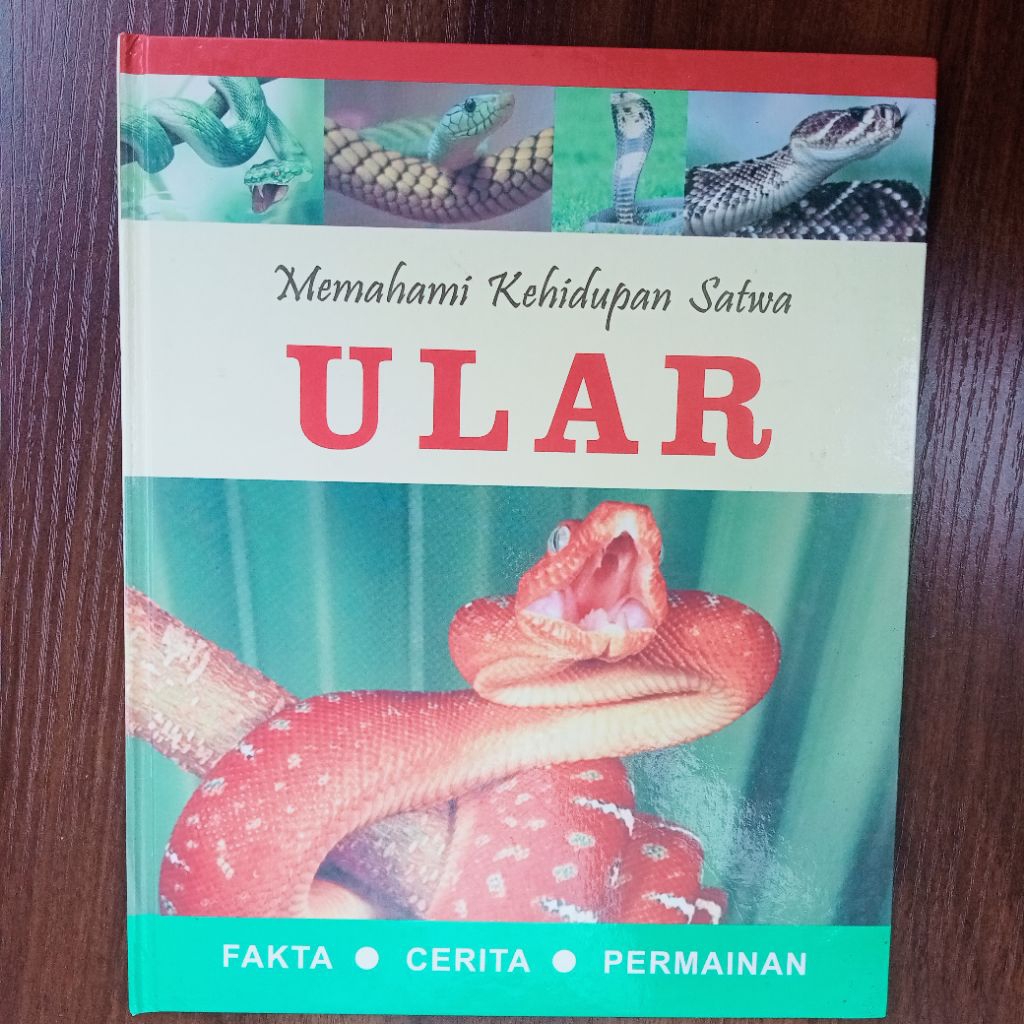 Memahami Kehidupan Satwa
ULAR
FAKTA ● CERITA ● PERMAINAN